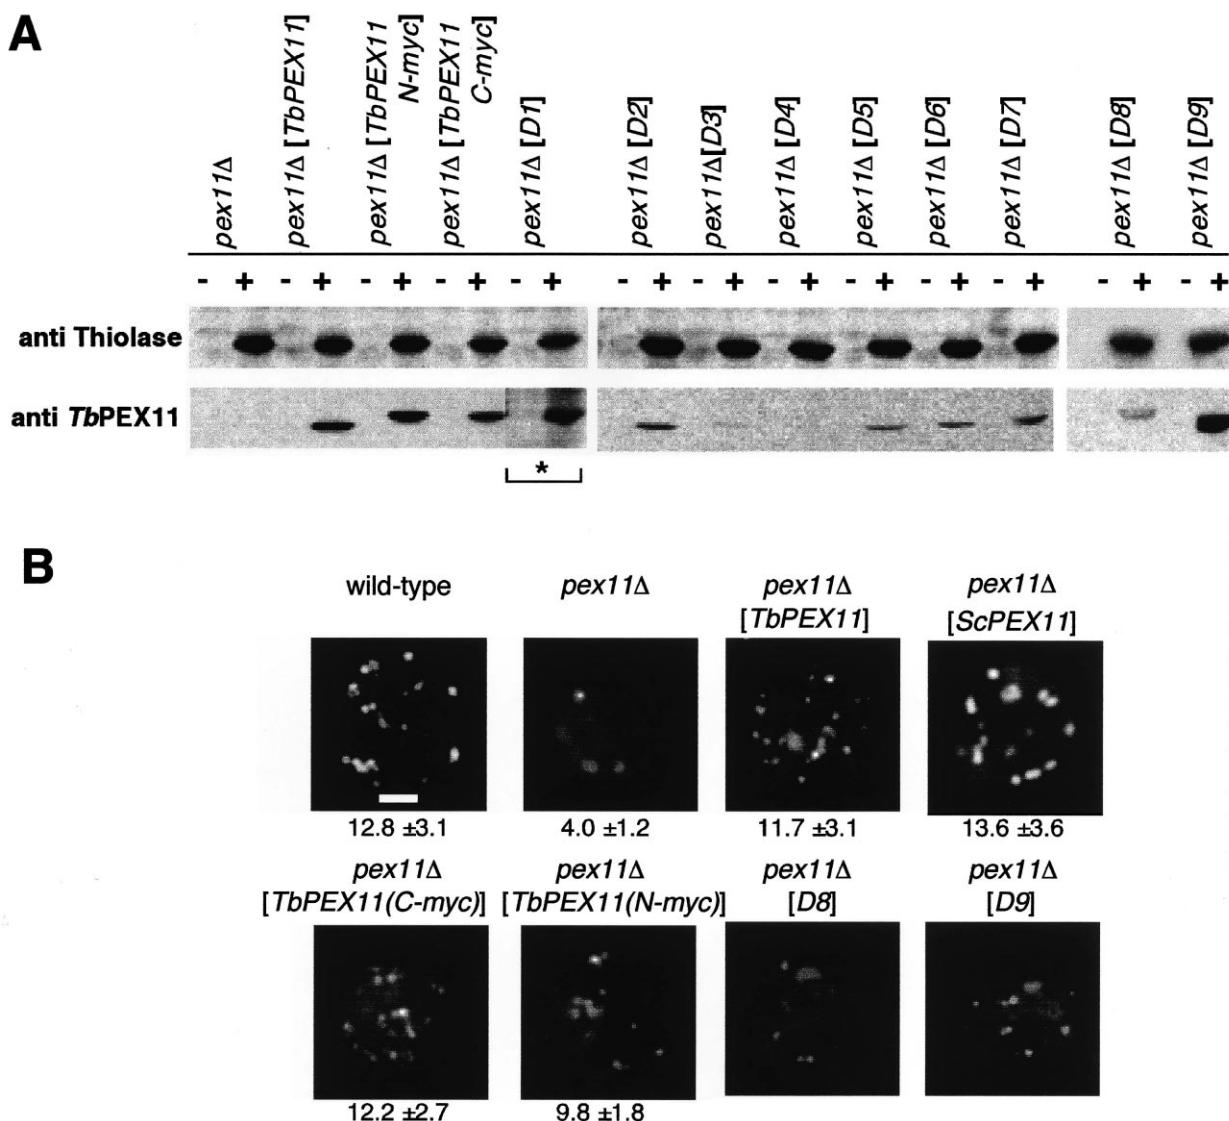 A
pex11Δ
pex11Δ [TbPEX11]
pex11Δ [TbPEX11
N-myc]
pex11Δ [TbPEX11
C-myc]
pex11Δ [D1]
pex11Δ [D2]
pex11Δ[D3]
pex11Δ [D4]
pex11Δ [D5]
pex11Δ [D6]
pex11Δ [D7]
pex11Δ [D8]
pex11Δ [D9]
- + - + - + - + - + - + - + - + - + - + - + - + - +
anti Thiolase
anti TbPEX11
*
B
wild-type pex11Δ pex11Δ pex11Δ
[TbPEX11] [ScPEX11]
12.8 ±3.1 4.0 ±1.2 11.7 ±3.1 13.6 ±3.6
pex11Δ pex11Δ pex11Δ pex11Δ
[TbPEX11(C-myc)] [TbPEX11(N-myc)] [D8] [D9]
12.2 ±2.7 9.8 ±1.8